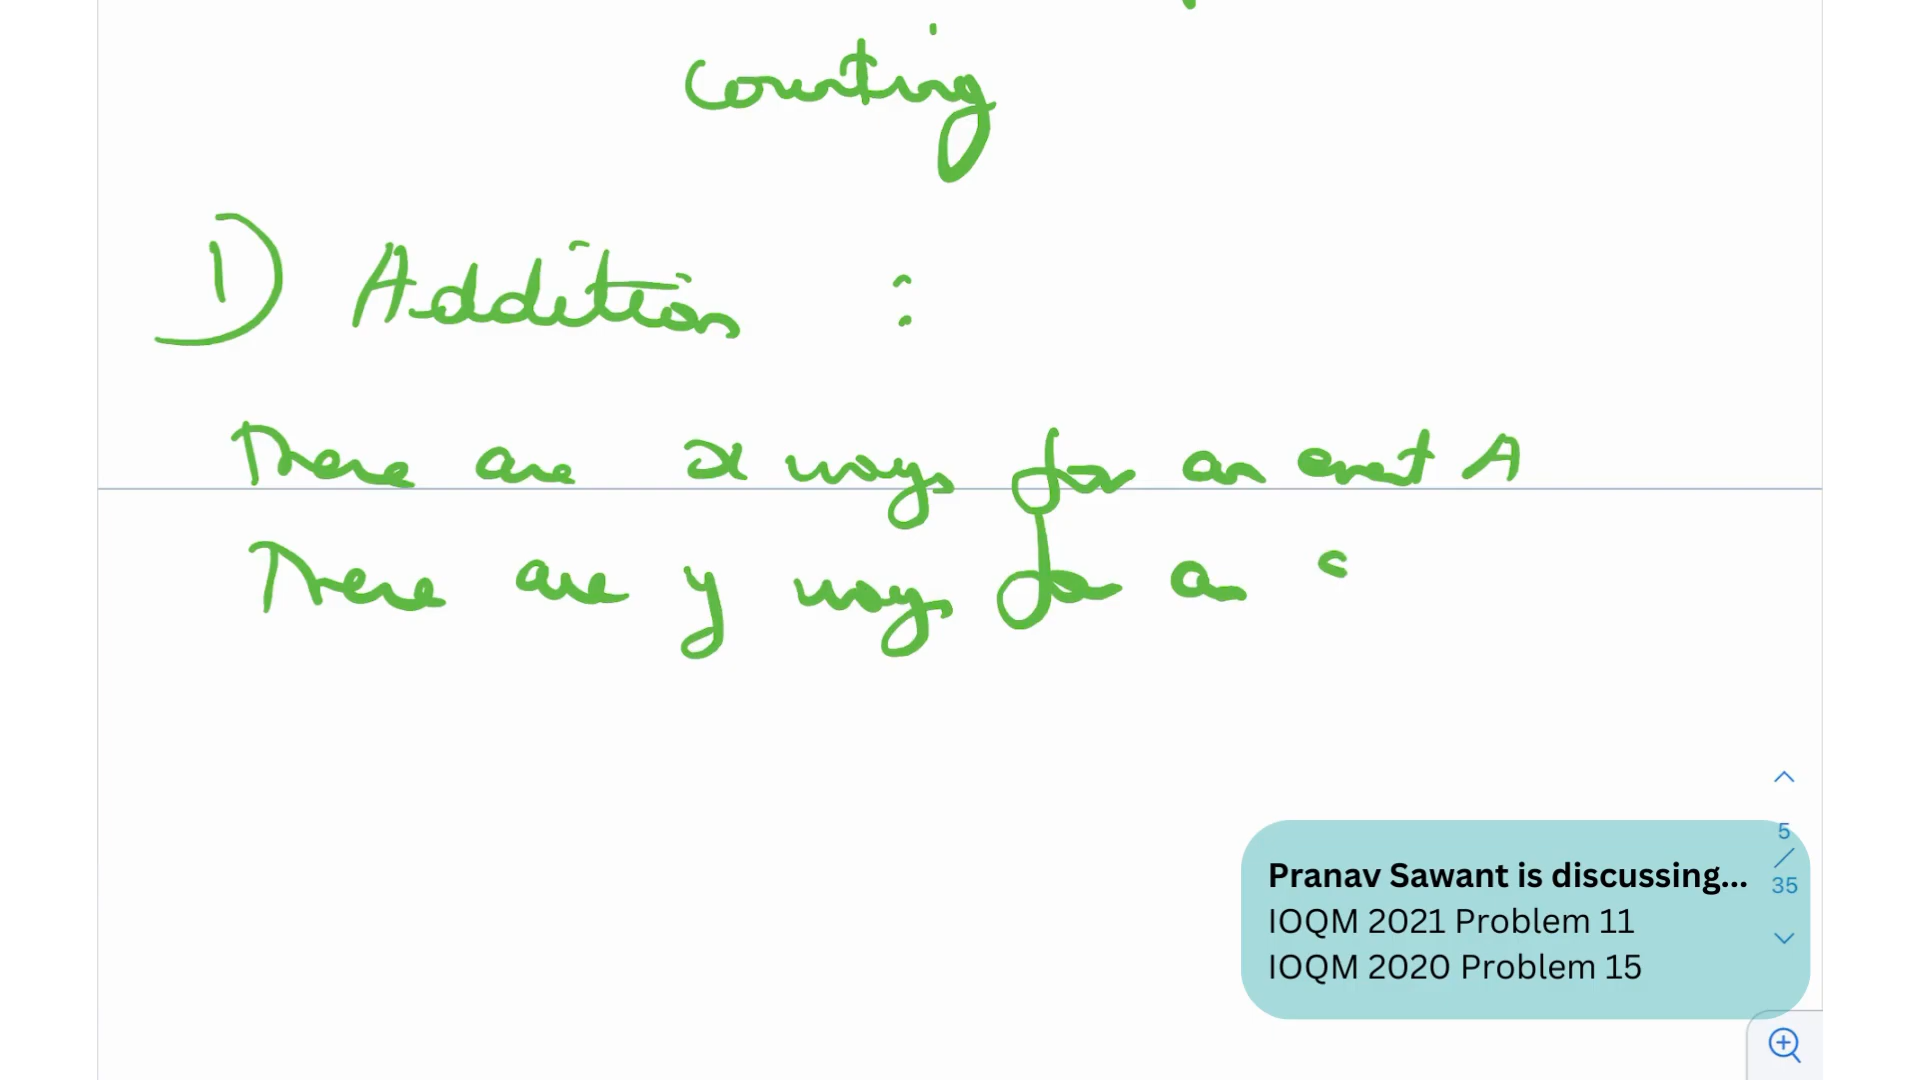 Counting
1) Addition :
There are x ways for an event A
There are y ways for an e
5
/
35
Pranav Sawant is discussing...
IOQM 2021 Problem 11
IOQM 2020 Problem 15